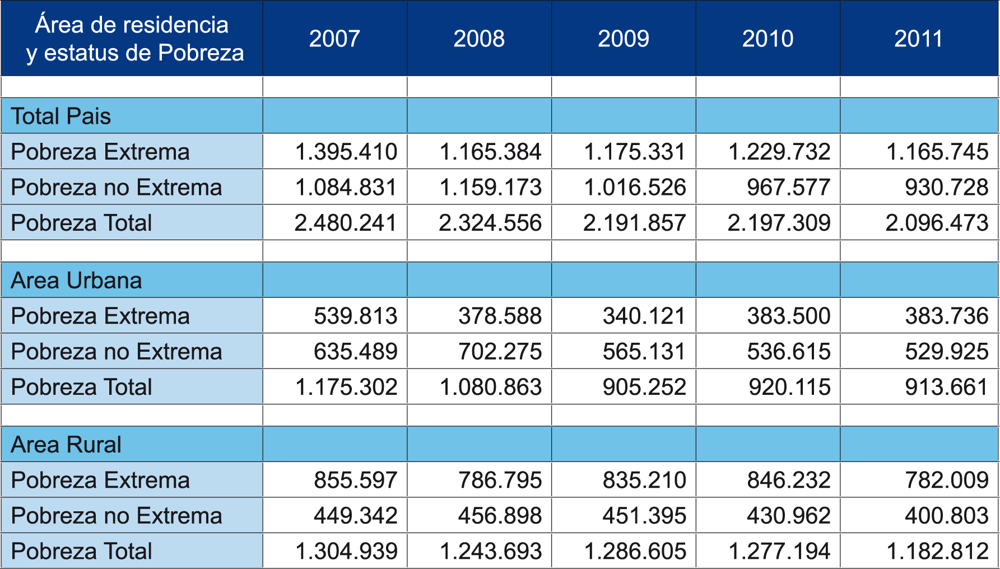 Área de residencia
y estatus de Pobreza 2007 2008 2009 2010 2011
Total Pais
Pobreza Extrema 1.395.410 1.165.384 1.175.331 1.229.732 1.165.745
Pobreza no Extrema 1.084.831 1.159.173 1.016.526 967.577 930.728
Pobreza Total 2.480.241 2.324.556 2.191.857 2.197.309 2.096.473
Area Urbana
Pobreza Extrema 539.813 378.588 340.121 383.500 383.736
Pobreza no Extrema 635.489 702.275 565.131 536.615 529.925
Pobreza Total 1.175.302 1.080.863 905.252 920.115 913.661
Area Rural
Pobreza Extrema 855.597 786.795 835.210 846.232 782.009
Pobreza no Extrema 449.342 456.898 451.395 430.962 400.803
Pobreza Total 1.304.939 1.243.693 1.286.605 1.277.194 1.182.812